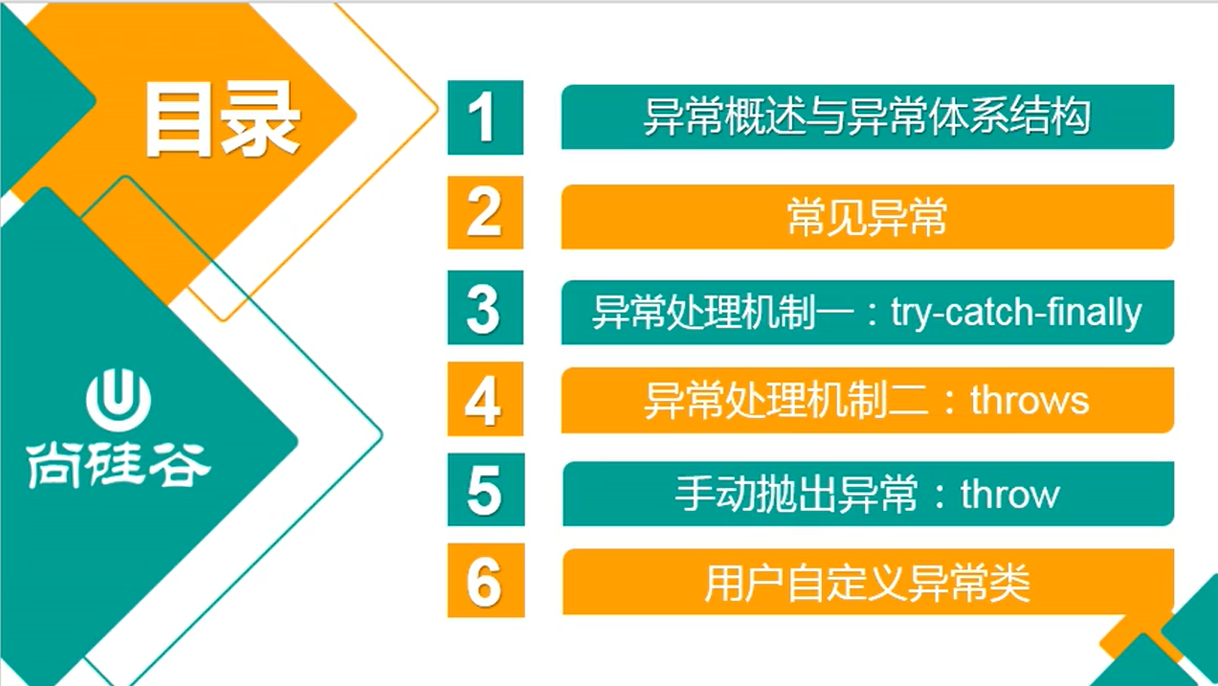 目录
1
异常概述与异常体系结构
2
常见异常
3
异常处理机制一：try-catch-finally
4
异常处理机制二：throws
5
手动抛出异常：throw
6
用户自定义异常类
尚硅谷